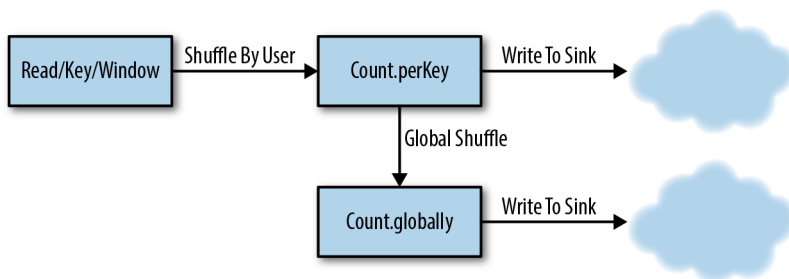 Read/Key/Window
Shuffle By User
Count.perKey
Write To Sink
Global Shuffle
Count.globally
Write To Sink